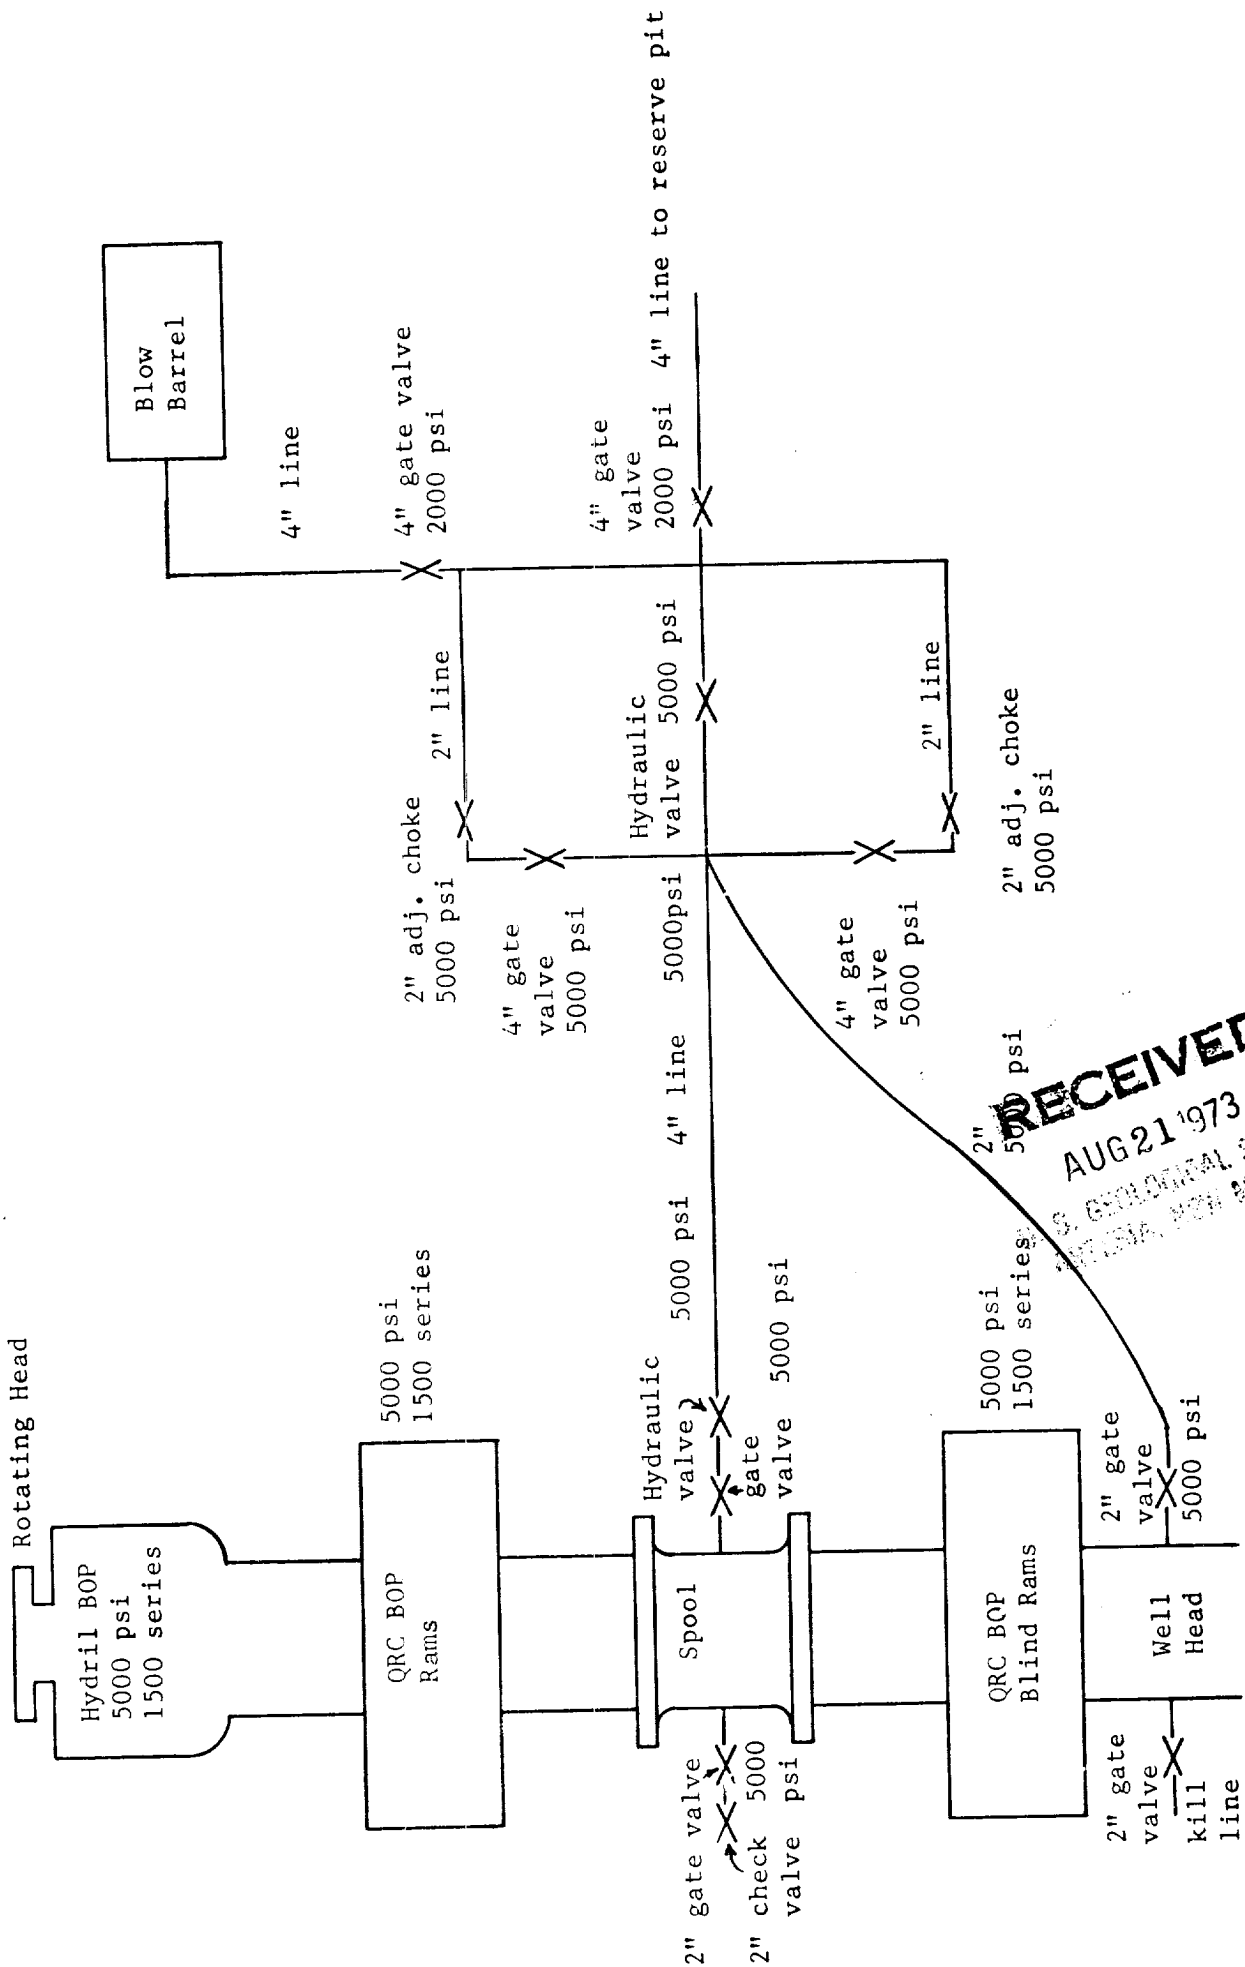 Rotating Head
Hydril BOP
5000 psi
1500 series
5000 psi
1500 series
QRC BOP
Rams
Spool
2" gate valve
2" check
valve
5000
psi
Hydraulic
valve
gate
valve
5000 psi
5000 psi
4" line
5000psi
QRC BOP
Blind Rams
5000 psi
1500 series
Well
Head
2" gate
valve
kill
line
2" gate
valve
5000 psi
2"
psi
Blow
Barrel
4" line
4" gate valve
2000 psi
2" line
2" adj. choke
5000 psi
4" gate
valve
5000 psi
Hydraulic
valve
5000 psi
4" gate
valve
2000 psi
4" line to reserve pit
2" line
2" adj. choke
5000 psi
4" gate
valve
5000 psi
RECEIVED
AUG 21 1973
S. GEOLOGICAL